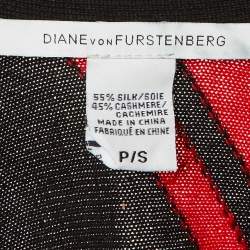 DIANE VON FURSTENBERG
55% SILK/SOIE
45% CASHMERE/
CACHEMIRE
MADE IN CHINA
FABRIQUÉ EN CHINE
P/S